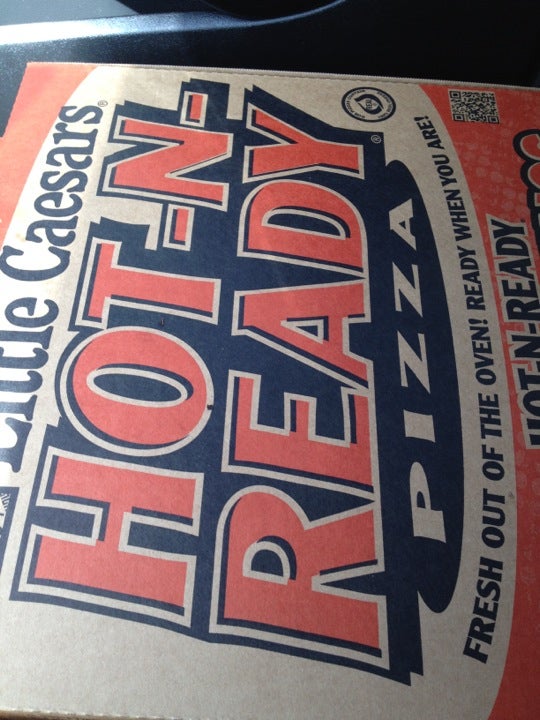 Little Caesars®
HOT-N-
READY®
PIZZA
FRESH OUT OF THE OVEN! READY WHEN YOU ARE!
HOT-N-READY